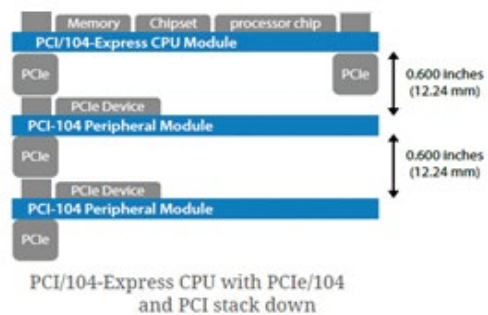 Memory Chipset processor chip
PCI/104-Express CPU Module
PCIe PCIe 0.600 inches
(12.24 mm)
PCIe Device
PCI-104 Peripheral Module
PCIe 0.600 inches
(12.24 mm)
PCIe Device
PCI-104 Peripheral Module
PCIe
PCI/104-Express CPU with PCIe/104
and PCI stack down